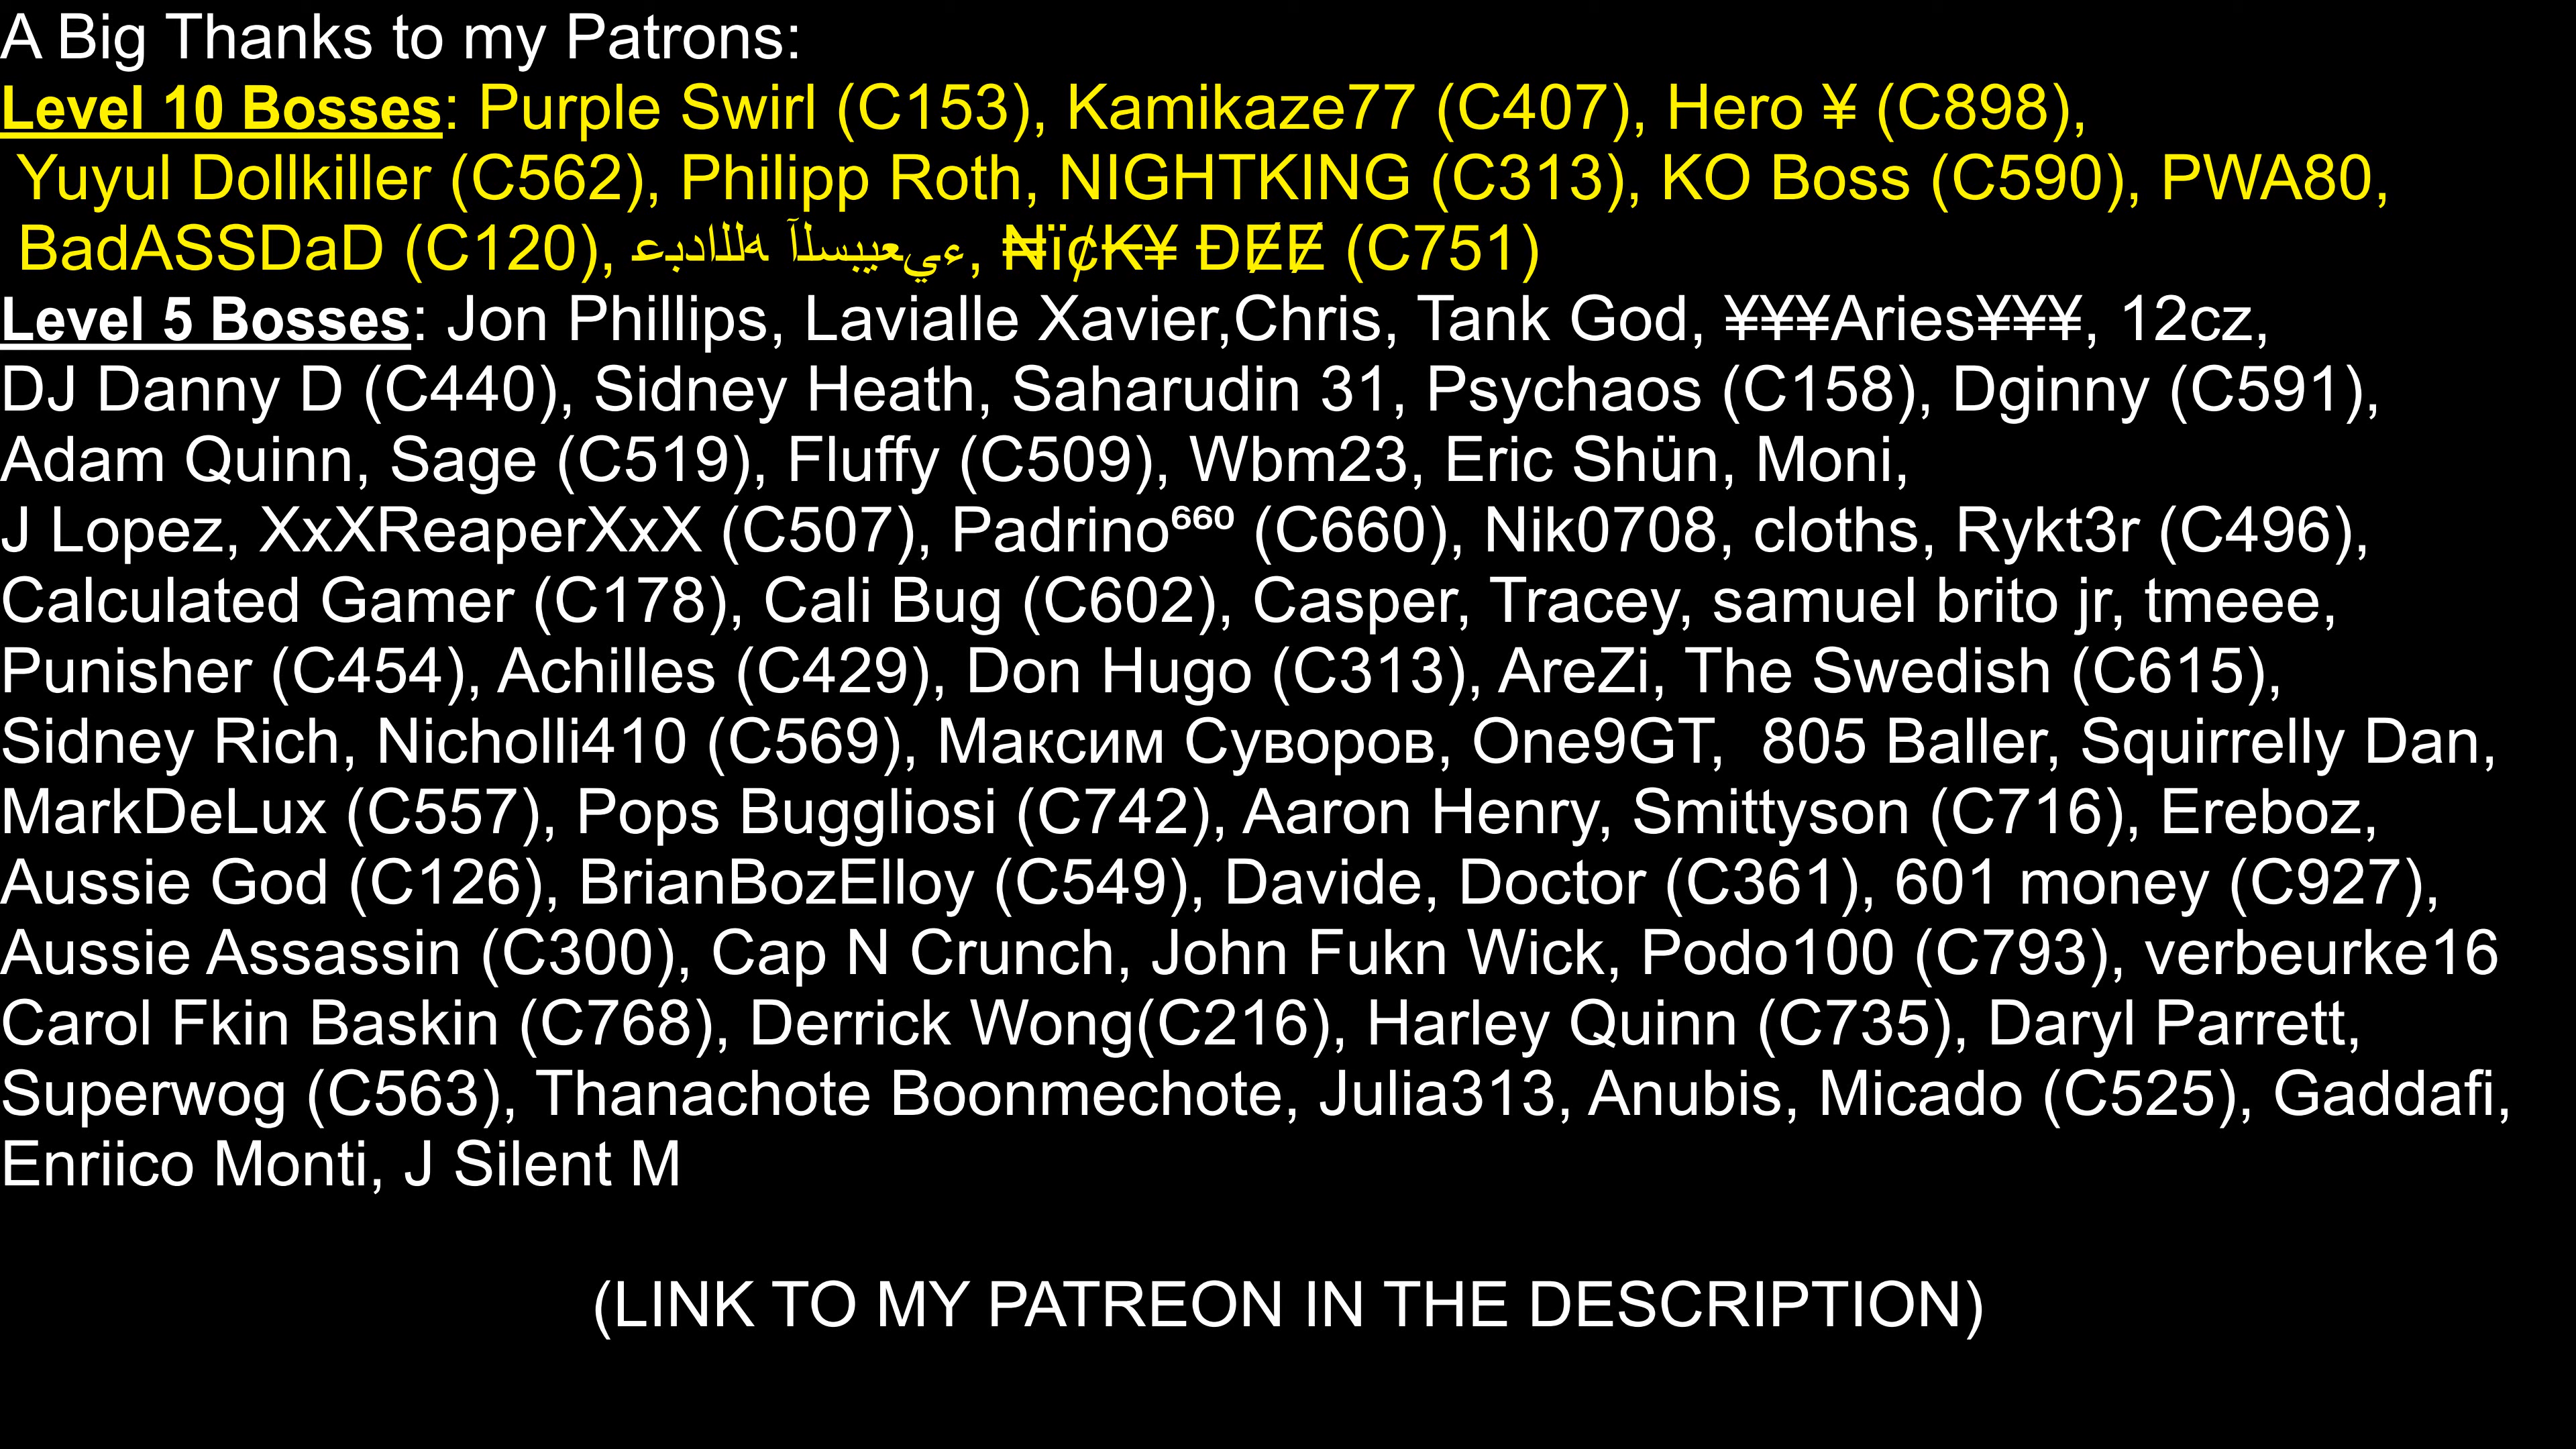 A Big Thanks to my Patrons:
Level 10 Bosses: Purple Swirl (C153), Kamikaze77 (C407), Hero ¥ (C898),
Yuyul Dollkiller (C562), Philipp Roth, NIGHTKING (C313), KO Boss (C590), PWA80,
BadASSDaD (C120), ₦ï¢₭¥ ĐɆɆ (C751)
Level 5 Bosses: Jon Phillips, Lavialle Xavier,Chris, Tank God, ¥¥¥Aries¥¥¥, 12cz,
DJ Danny D (C440), Sidney Heath, Saharudin 31, Psychaos (C158), Dginny (C591),
Adam Quinn, Sage (C519), Fluffy (C509), Wbm23, Eric Shün, Moni,
J Lopez, XxXReaperXxX (C507), Padrino⁶⁶⁰ (C660), Nik0708, cloths, Rykt3r (C496),
Calculated Gamer (C178), Cali Bug (C602), Casper, Tracey, samuel brito jr, tmeee,
Punisher (C454), Achilles (C429), Don Hugo (C313), AreZi, The Swedish (C615),
Sidney Rich, Nicholli410 (C569), Максим Суворов, One9GT, 805 Baller, Squirrelly Dan,
MarkDeLux (C557), Pops Buggliosi (C742), Aaron Henry, Smittyson (C716), Ereboz,
Aussie God (C126), BrianBozElloy (C549), Davide, Doctor (C361), 601 money (C927),
Aussie Assassin (C300), Cap N Crunch, John Fukn Wick, Podo100 (C793), verbeurke16
Carol Fkin Baskin (C768), Derrick Wong(C216), Harley Quinn (C735), Daryl Parrett,
Superwog (C563), Thanachote Boonmechote, Julia313, Anubis, Micado (C525), Gaddafi,
Enriico Monti, J Silent M
(LINK TO MY PATREON IN THE DESCRIPTION)